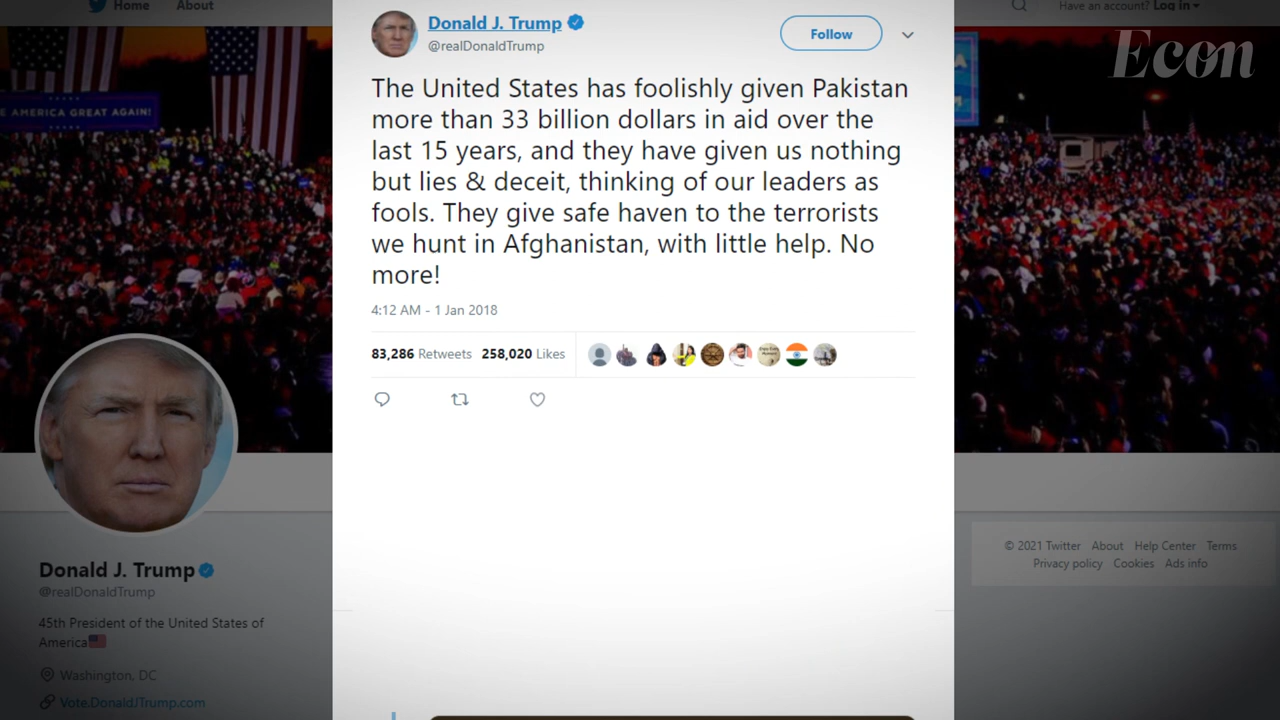 Home About
Have an account? Log in
Econ
E AMERICA GREAT AGAIN!
Donald J. Trump
@realDonaldTrump
Follow
The United States has foolishly given Pakistan
more than 33 billion dollars in aid over the
last 15 years, and they have given us nothing
but lies & deceit, thinking of our leaders as
fools. They give safe haven to the terrorists
we hunt in Afghanistan, with little help. No
more!
4:12 AM - 1 Jan 2018
83,286 Retweets 258,020 Likes
Donald J. Trump
@realDonaldTrump
45th President of the United States of
America
Washington, DC
Vote.DonaldJTrump.com
© 2021 Twitter About Help Center Terms
Privacy policy Cookies Ads info